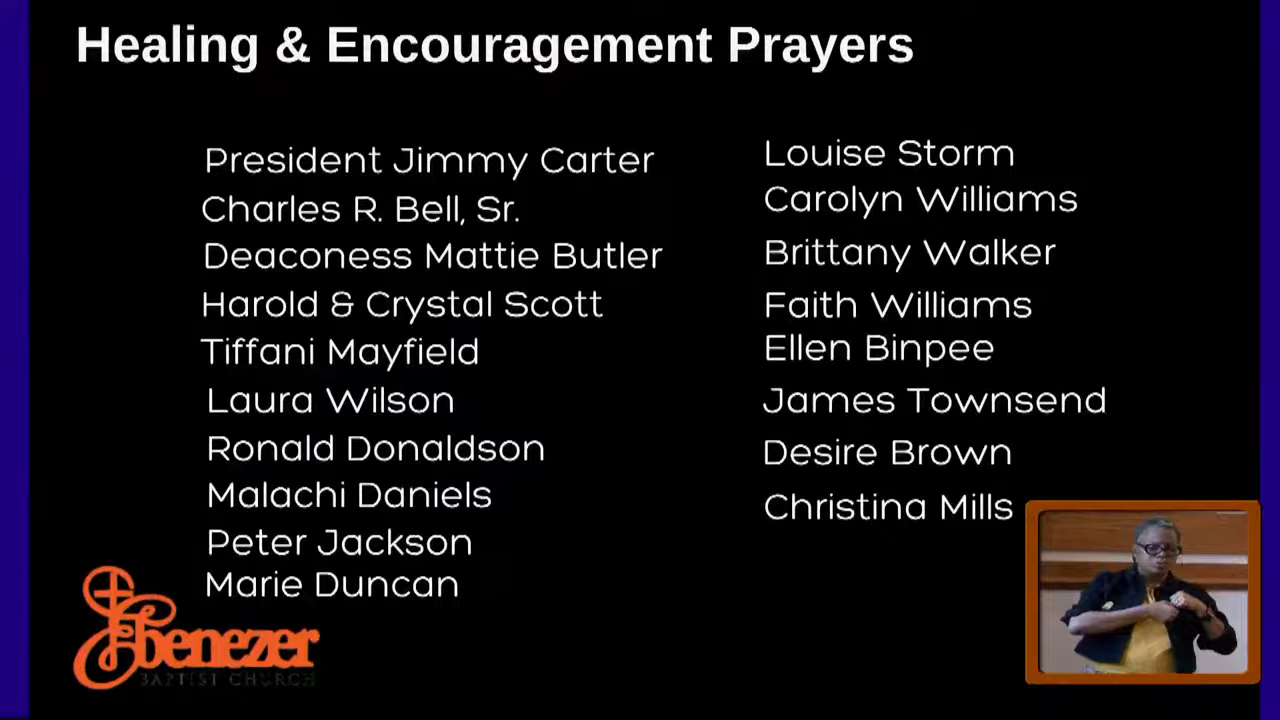 Healing & Encouragement Prayers
President Jimmy Carter
Charles R. Bell, Sr.
Deaconess Mattie Butler
Harold & Crystal Scott
Tiffani Mayfield
Laura Wilson
Ronald Donaldson
Malachi Daniels
Peter Jackson
Marie Duncan
Louise Storm
Carolyn Williams
Brittany Walker
Faith Williams
Ellen Binpee
James Townsend
Desire Brown
Christina Mills
Ebenezer
BAPTIST CHURCH